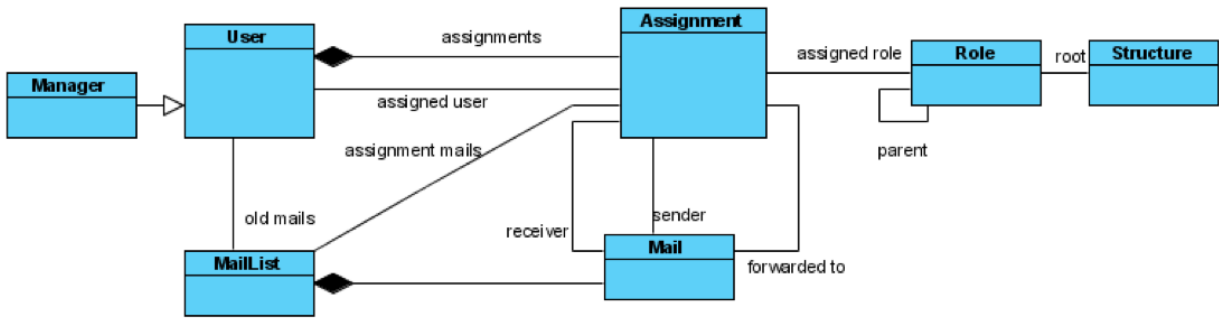 Assignment
User
assignments
assigned role
Role
root
Structure
Manager
assigned user
assignment mails
parent
old mails
receiver
sender
MailList
Mail
forwarded to